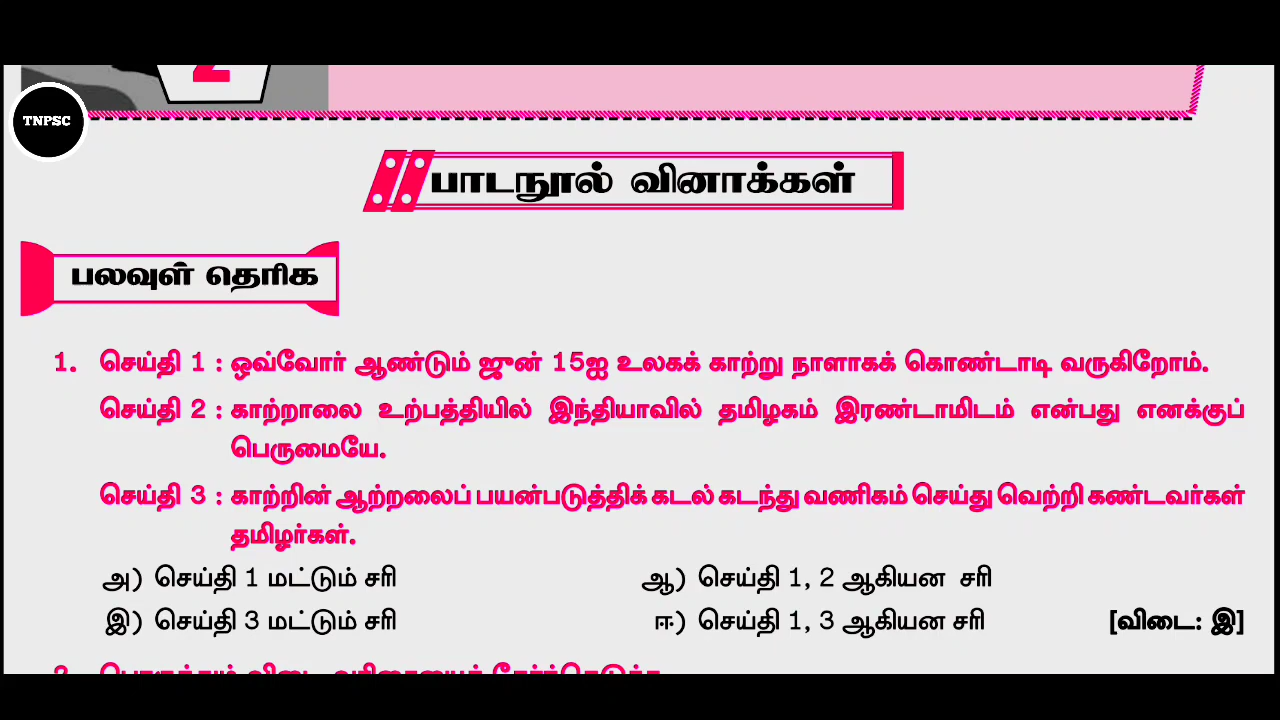 2
TNPSC
பாடநூல் வினாக்கள்
பலவுள் தெரிக
1. செய்தி 1 : ஒவ்வோர் ஆண்டும் ஜுன் 15ஐ உலகக் காற்று நாளாகக் கொண்டாடி வருகிறோம்.
செய்தி 2 : காற்றாலை உற்பத்தியில் இந்தியாவில் தமிழகம் இரண்டாமிடம் என்பது எனக்குப்
பெருமையே.
செய்தி 3 : காற்றின் ஆற்றலைப் பயன்படுத்திக் கடல் கடந்து வணிகம் செய்து வெற்றி கண்டவர்கள்
தமிழர்கள்.
அ) செய்தி 1 மட்டும் சரி ஆ) செய்தி 1, 2 ஆகியன சரி
இ) செய்தி 3 மட்டும் சரி ஈ) செய்தி 1, 3 ஆகியன சரி [விடை: இ]